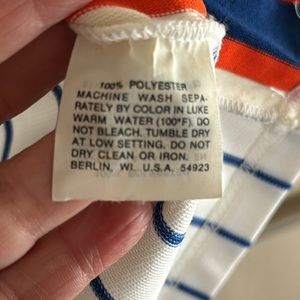 100% POLYESTER
MACHINE WASH SEPA-
RATELY BY COLOR IN LUKE
WARM WATER (100°F). DO
NOT BLEACH. TUMBLE DRY
AT LOW SETTING. DO NOT
DRY CLEAN OR IRON.
BERLIN, WI. U.S.A. 54923